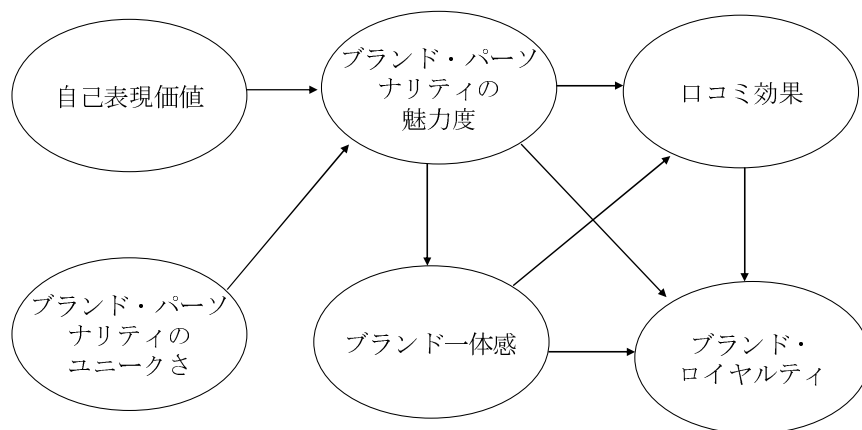 自己表現価値
ブランド・パーソ
ナリティの
魅力度
口コミ効果
ブランド・パーソ
ナリティの
ユニークさ
ブランド一体感
ブランド・
ロイヤルティ